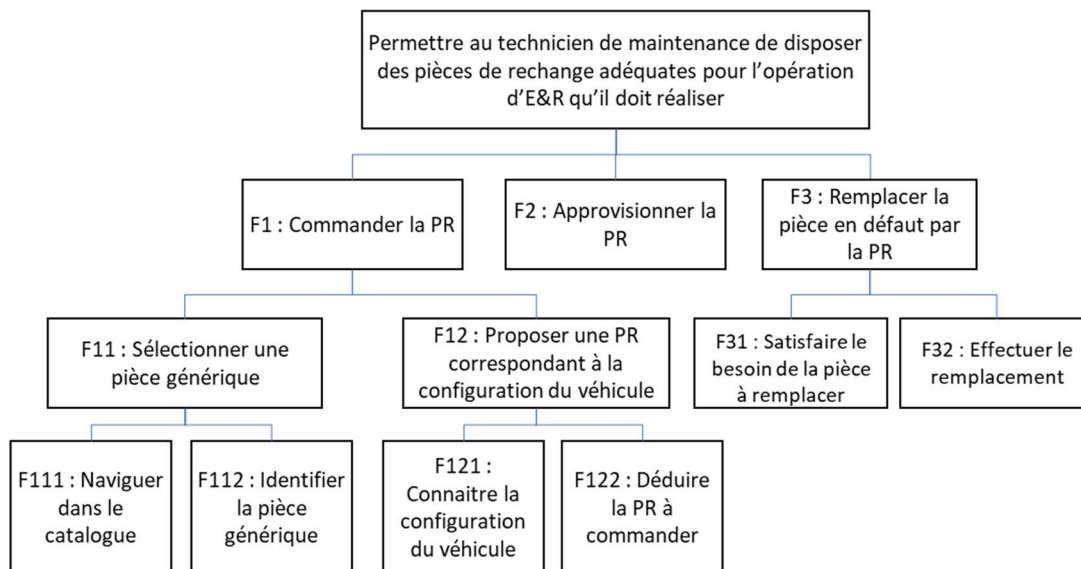 Permettre au technicien de maintenance de disposer
des pièces de rechange adéquates pour l'opération
d'E&R qu'il doit réaliser
F1 : Commander la PR
F2 : Approvisionner la
PR
F3 : Remplacer la
pièce en défaut par
la PR
F11 : Sélectionner une
pièce générique
F12 : Proposer une PR
correspondant à la
configuration du véhicule
F31 : Satisfaire le
besoin de la pièce
à remplacer
F32 : Effectuer le
remplacement
F111 : Naviguer
dans le
catalogue
F112 : Identifier
la pièce
générique
F121 :
Connaitre la
configuration
du véhicule
F122 : Déduire
la PR à
commander